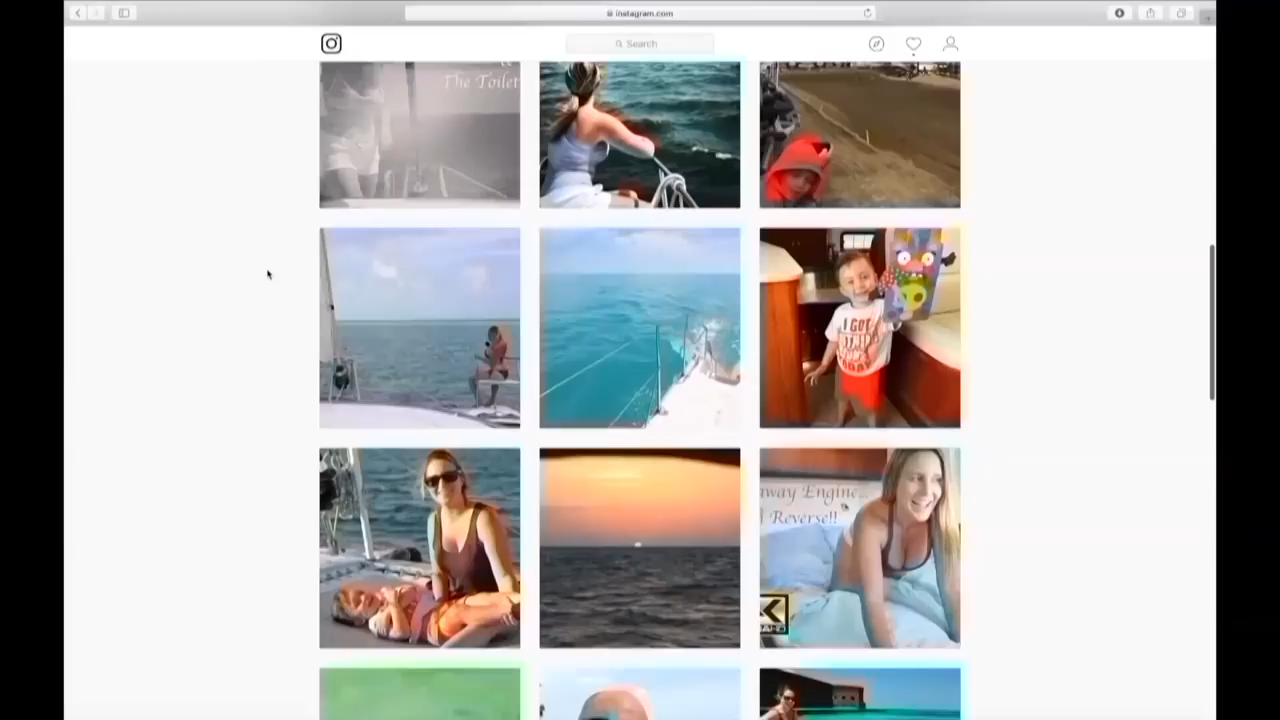 instagram.com
Search
&
The Toilet
I GOT
away Engine...
l Reverse!!
K